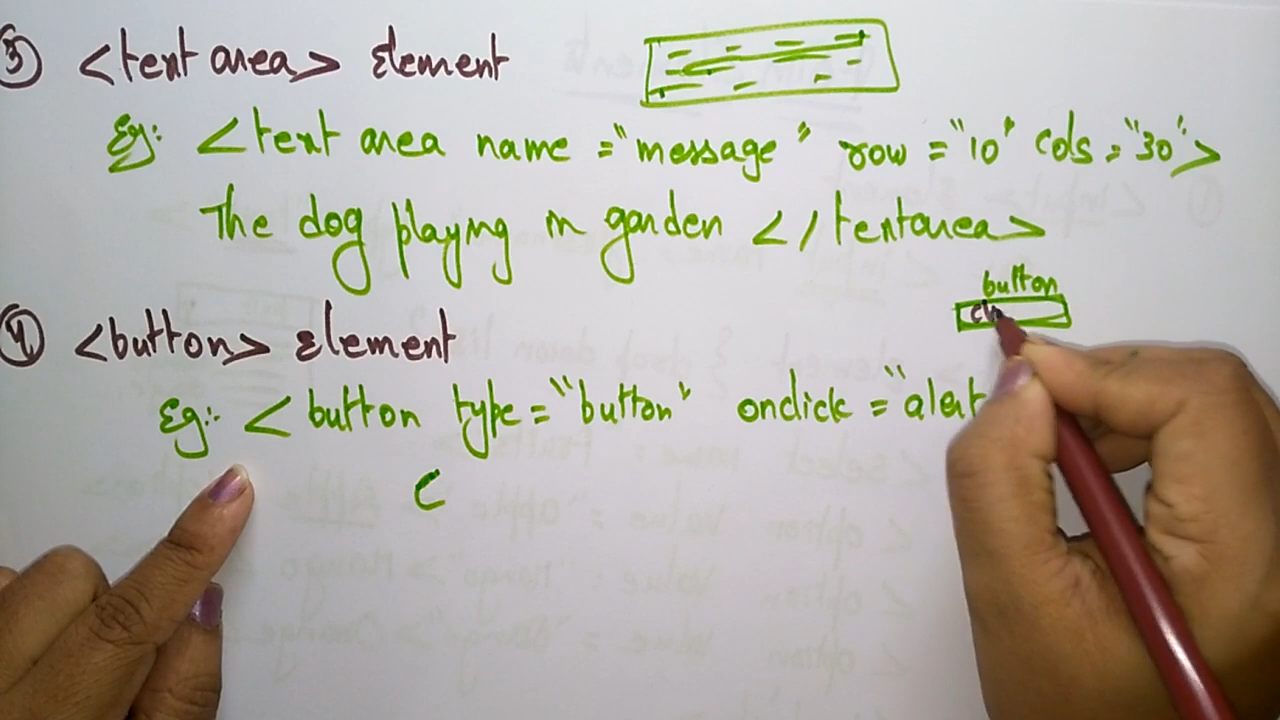 3) <text area> Element
Eg:- <text area name = "message" row = "10" cols = "30">
The dog playing in garden </textarea>
button
4) <button> Element
Eg:- < button type = "button" onclick = "alert
C